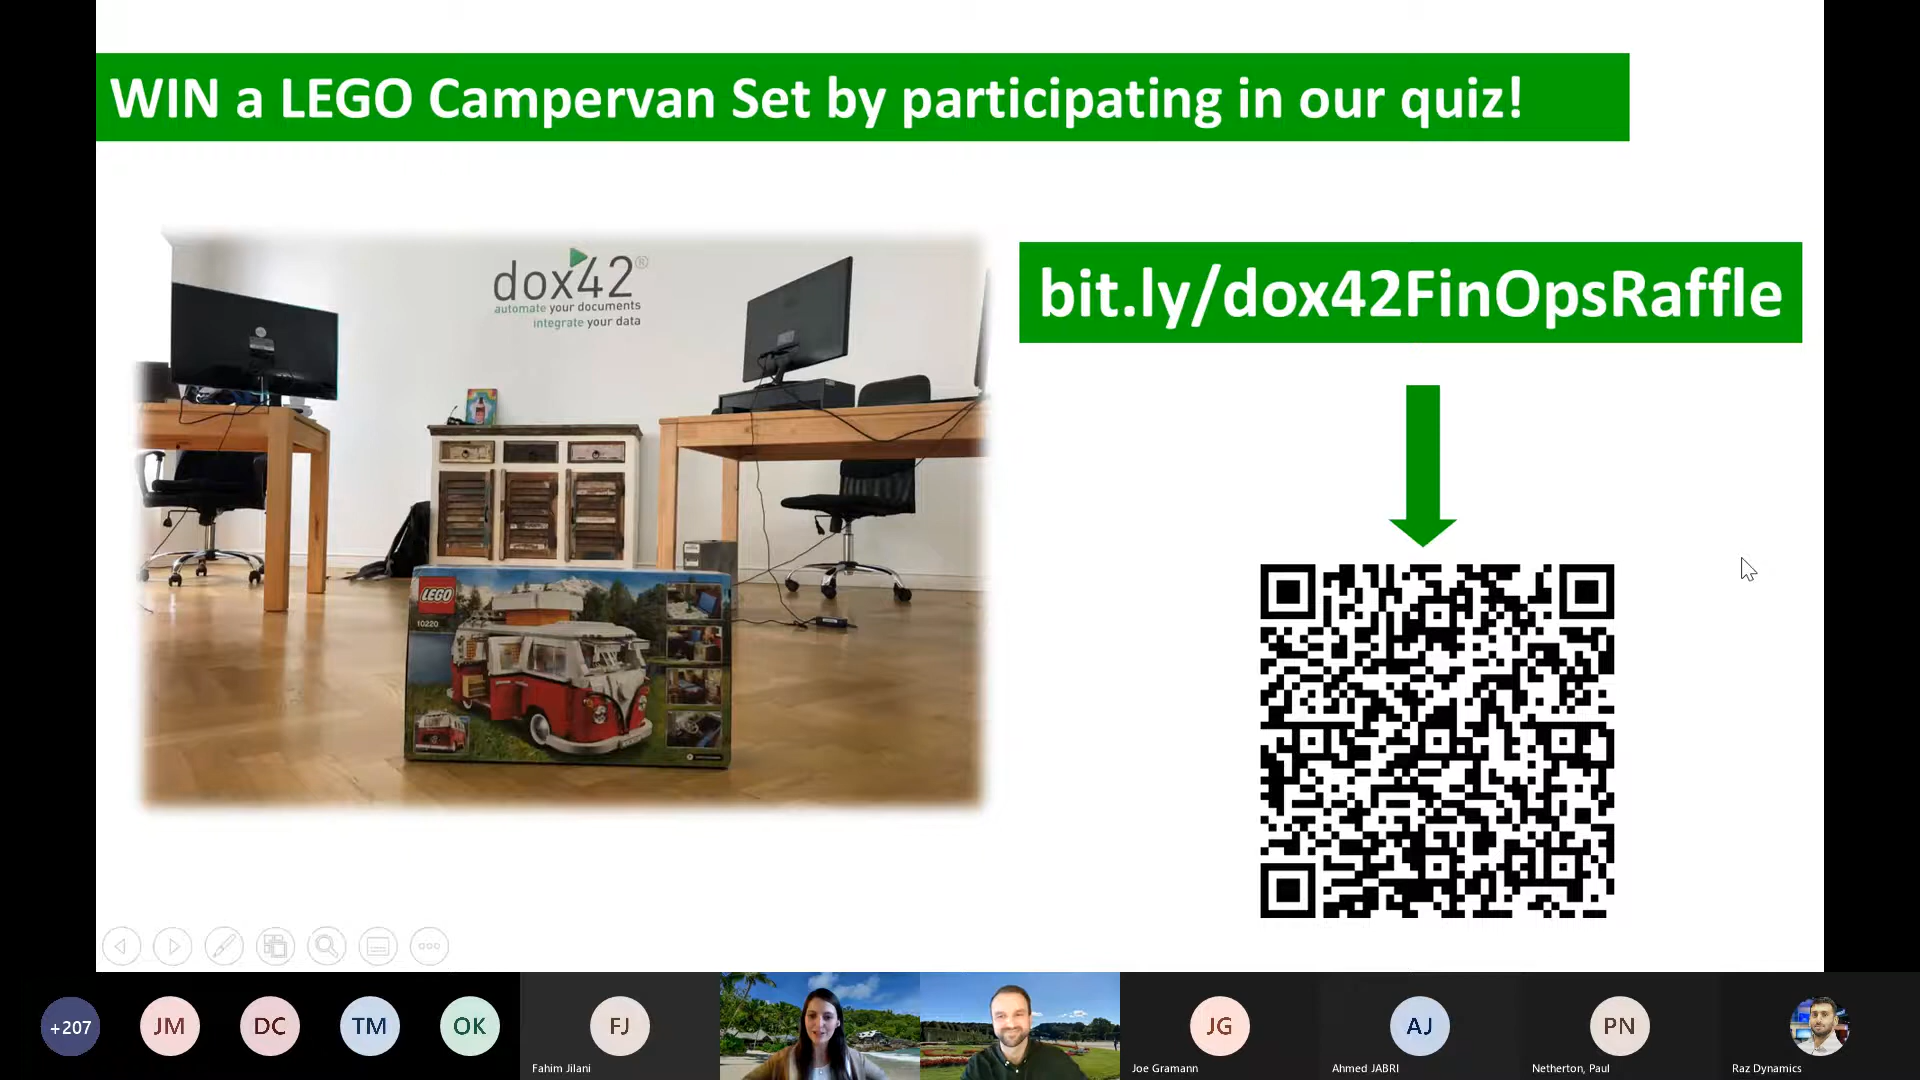 WIN a LEGO Campervan Set by participating in our quiz!
dox42®
automate your documents
integrate your data
bit.ly/dox42FinOpsRaffle
LEGO
10220
+207
JM
DC
TM
OK
FJ
Fahim Jilani
JG
Joe Gramann
AJ
Ahmed JABRI
PN
Netherton, Paul
Raz Dynamics